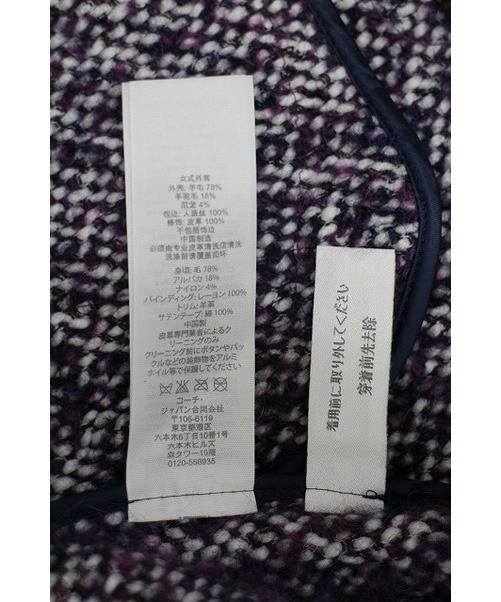 女式外套
外壳: 羊毛 78%
羊驼毛 18%
尼龙 4%
包边: 人造丝 100%
修饰: 皮革 100%
不包括饰边
中国制造
必须由专业皮革清洗店清洗
洗涤前请覆盖扣环
身頃: 毛 78%
アルパカ 18%
ナイロン 4%
バインディング: レーヨン 100%
トリム: 羊革
サテンテープ: 綿 100%
中国製
皮革専門業者によるク
リーニングのみ
クリーニング前にボタンやバッ
クルなどの装飾物をアルミ
ホイル等で保護してください
コーチ・
ジャパン合同会社
〒106-6119
東京都港区
六本木6丁目10番1号
六本木ヒルズ
森タワー19階
0120-556935
着用前に取り外してください
穿着前先去除